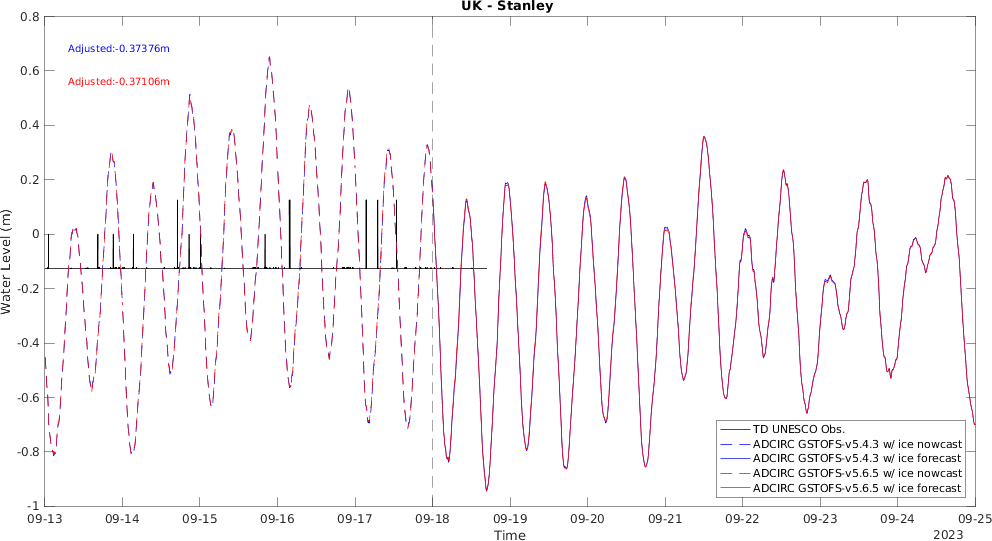 UK - Stanley
Adjusted:-0.37376m
Adjusted:-0.37106m
0.8
0.6
0.4
0.2
0
-0.2
-0.4
-0.6
-0.8
-1
Water Level (m)
TD UNESCO Obs.
ADCIRC GSTOFS-v5.4.3 w/ ice nowcast
ADCIRC GSTOFS-v5.4.3 w/ ice forecast
ADCIRC GSTOFS-v5.6.5 w/ ice nowcast
ADCIRC GSTOFS-v5.6.5 w/ ice forecast
09-13 09-14 09-15 09-16 09-17 09-18 09-19 09-20 09-21 09-22 09-23 09-24 09-25
Time
2023